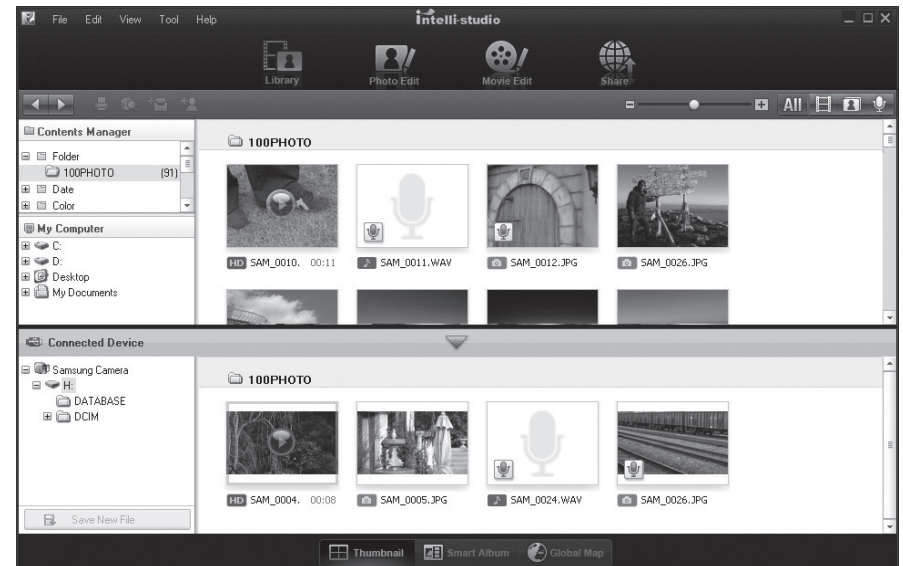 File Edit View Tool Help
intelli-studio
Library Photo Edit Movie Edit Share
All
Contents Manager
Folder
100PHOTO (91)
Date
Color
My Computer
C:
D:
Desktop
My Documents
100PHOTO
HD SAM_0010. 00:11 SAM_0011.WAV SAM_0012.JPG SAM_0026.JPG
Connected Device
Samsung Camera
H:
DATABASE
DCIM
Save New File
100PHOTO
HD SAM_0004. 00:08 SAM_0005.JPG SAM_0024.WAV SAM_0026.JPG
Thumbnail Smart Album Global Map